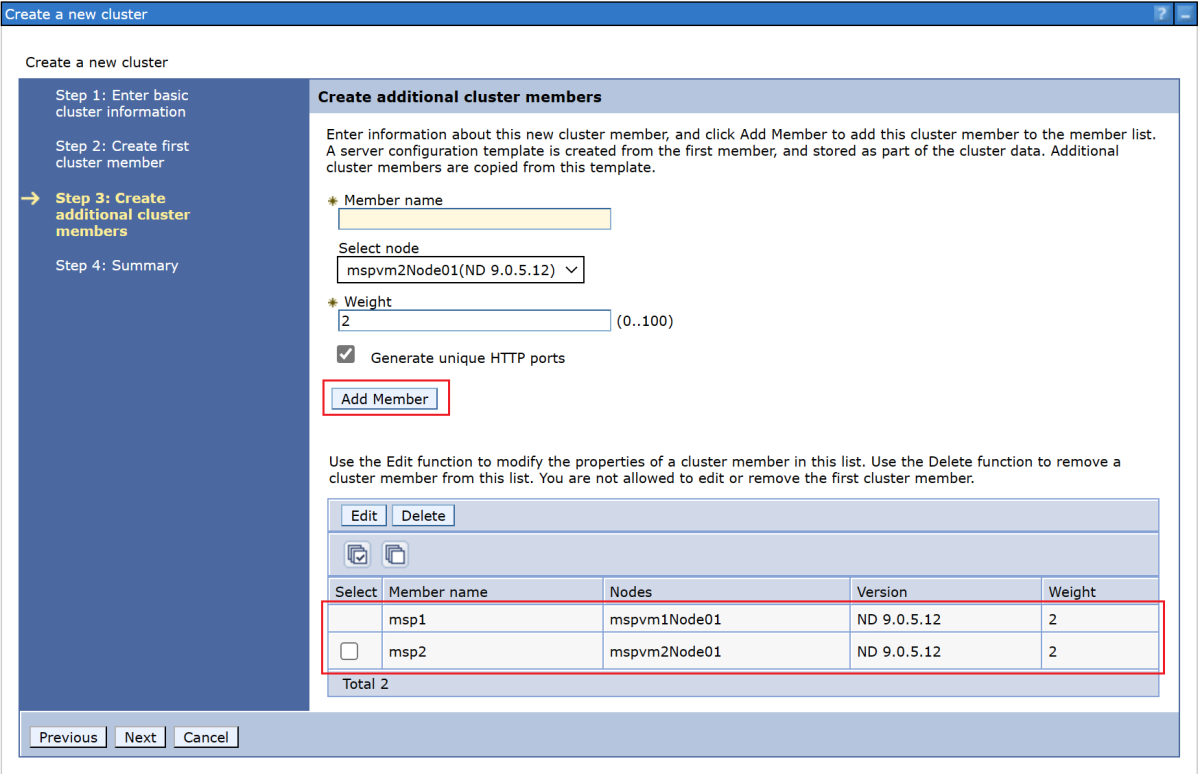 Create a new cluster
?
Create a new cluster
Step 1: Enter basic
cluster information
Step 2: Create first
cluster member
Step 3: Create
additional cluster
members
Step 4: Summary
Create additional cluster members
Enter information about this new cluster member, and click Add Member to add this cluster member to the member list.
A server configuration template is created from the first member, and stored as part of the cluster data. Additional
cluster members are copied from this template.
Member name
Select node
mspvm2Node01(ND 9.0.5.12)
Weight
2 (0..100)
Generate unique HTTP ports
Add Member
Use the Edit function to modify the properties of a cluster member in this list. Use the Delete function to remove a
cluster member from this list. You are not allowed to edit or remove the first cluster member.
Edit Delete
Select Member name Nodes Version Weight
msp1 mspvm1Node01 ND 9.0.5.12 2
msp2 mspvm2Node01 ND 9.0.5.12 2
Total 2
Previous Next Cancel